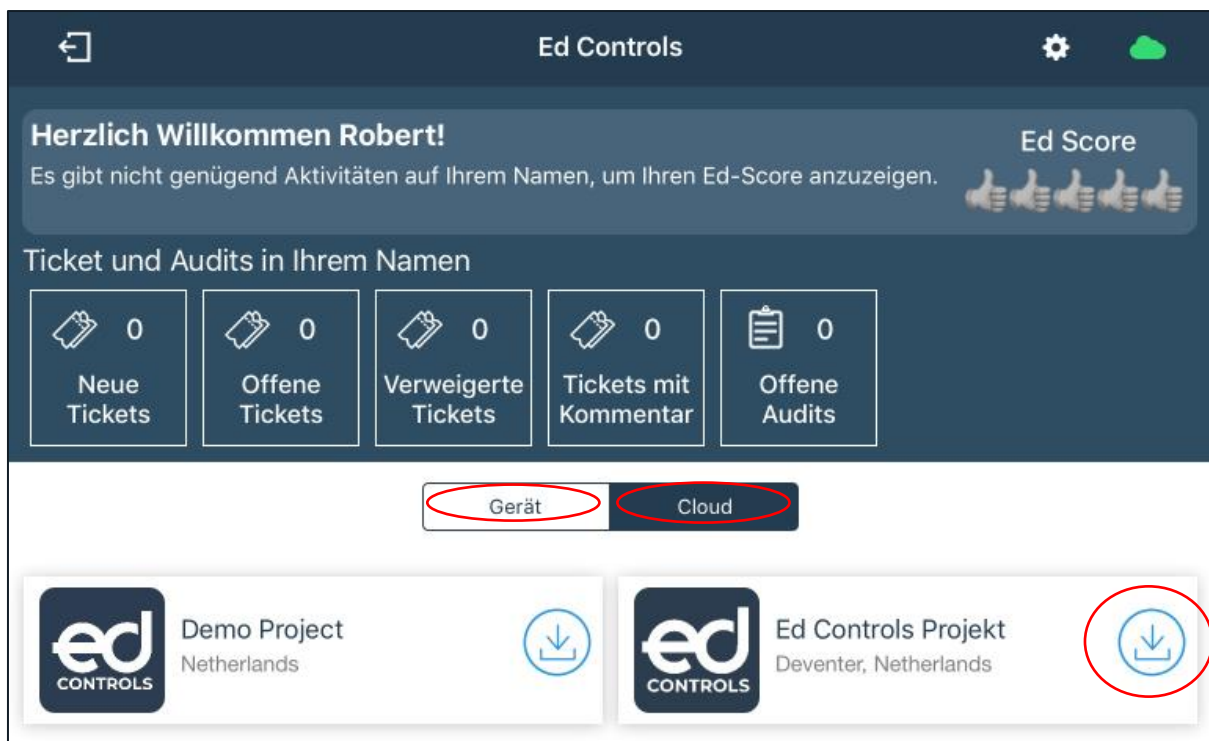 Ed Controls
Herzlich Willkommen Robert!
Ed Score
Es gibt nicht genügend Aktivitäten auf Ihrem Namen, um Ihren Ed-Score anzuzeigen.
Ticket und Audits in Ihrem Namen
0
Neue
Tickets
0
Offene
Tickets
0
Verweigerte
Tickets
0
Tickets mit
Kommentar
0
Offene
Audits
Gerät
Cloud
ed
CONTROLS
Demo Project
Netherlands
ed
CONTROLS
Ed Controls Projekt
Deventer, Netherlands